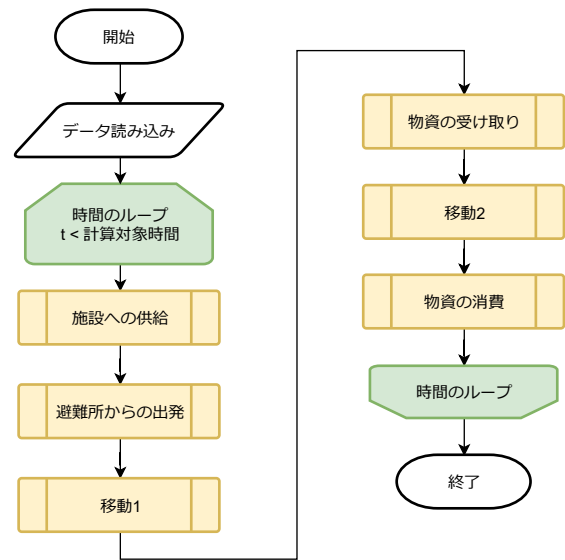 開始
データ読み込み
時間のループ
t < 計算対象時間
施設への供給
避難所からの出発
移動1
物資の受け取り
移動2
物資の消費
時間のループ
終了